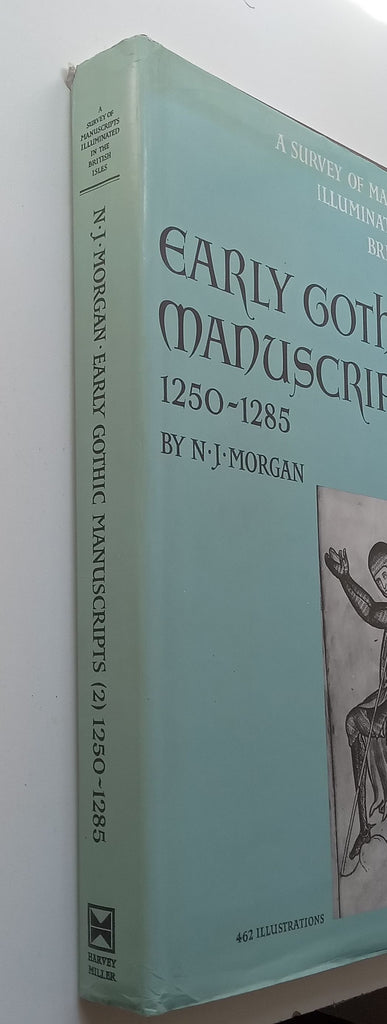 A
SURVEY OF
MANUSCRIPTS
ILLUMINATED
IN THE
BRITISH
ISLES
N·J·MORGAN·EARLY GOTHIC MANUSCRIPTS (2) 1250~1285
HARVEY
MILLER
A SURVEY OF MA
ILLUMINAT
BR
EARLY GOTH
MANUSCRIP
1250~1285
BY N·J·MORGAN
462 ILLUSTRATIONS